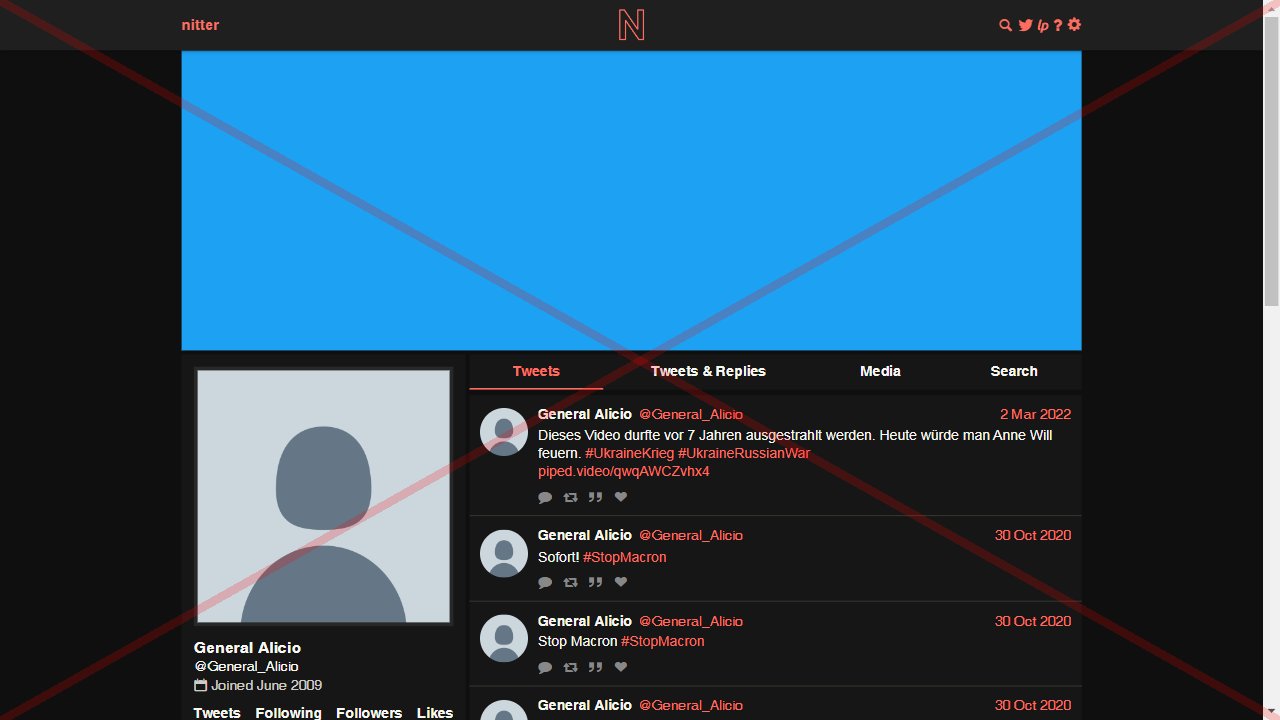 nitter
N
lp ?
Tweets
Tweets & Replies
Media
Search
General Alicio @General_Alicio 2 Mar 2022
Dieses Video durfte vor 7 Jahren ausgestrahlt werden. Heute würde man Anne Will
feuern. #UkraineKrieg #UkraineRussianWar
piped.video/qwqAWCZvhx4
General Alicio @General_Alicio 30 Oct 2020
Sofort! #StopMacron
General Alicio @General_Alicio 30 Oct 2020
Stop Macron #StopMacron
General Alicio @General_Alicio 30 Oct 2020
General Alicio
@General_Alicio
Joined June 2009
Tweets Following Followers Likes